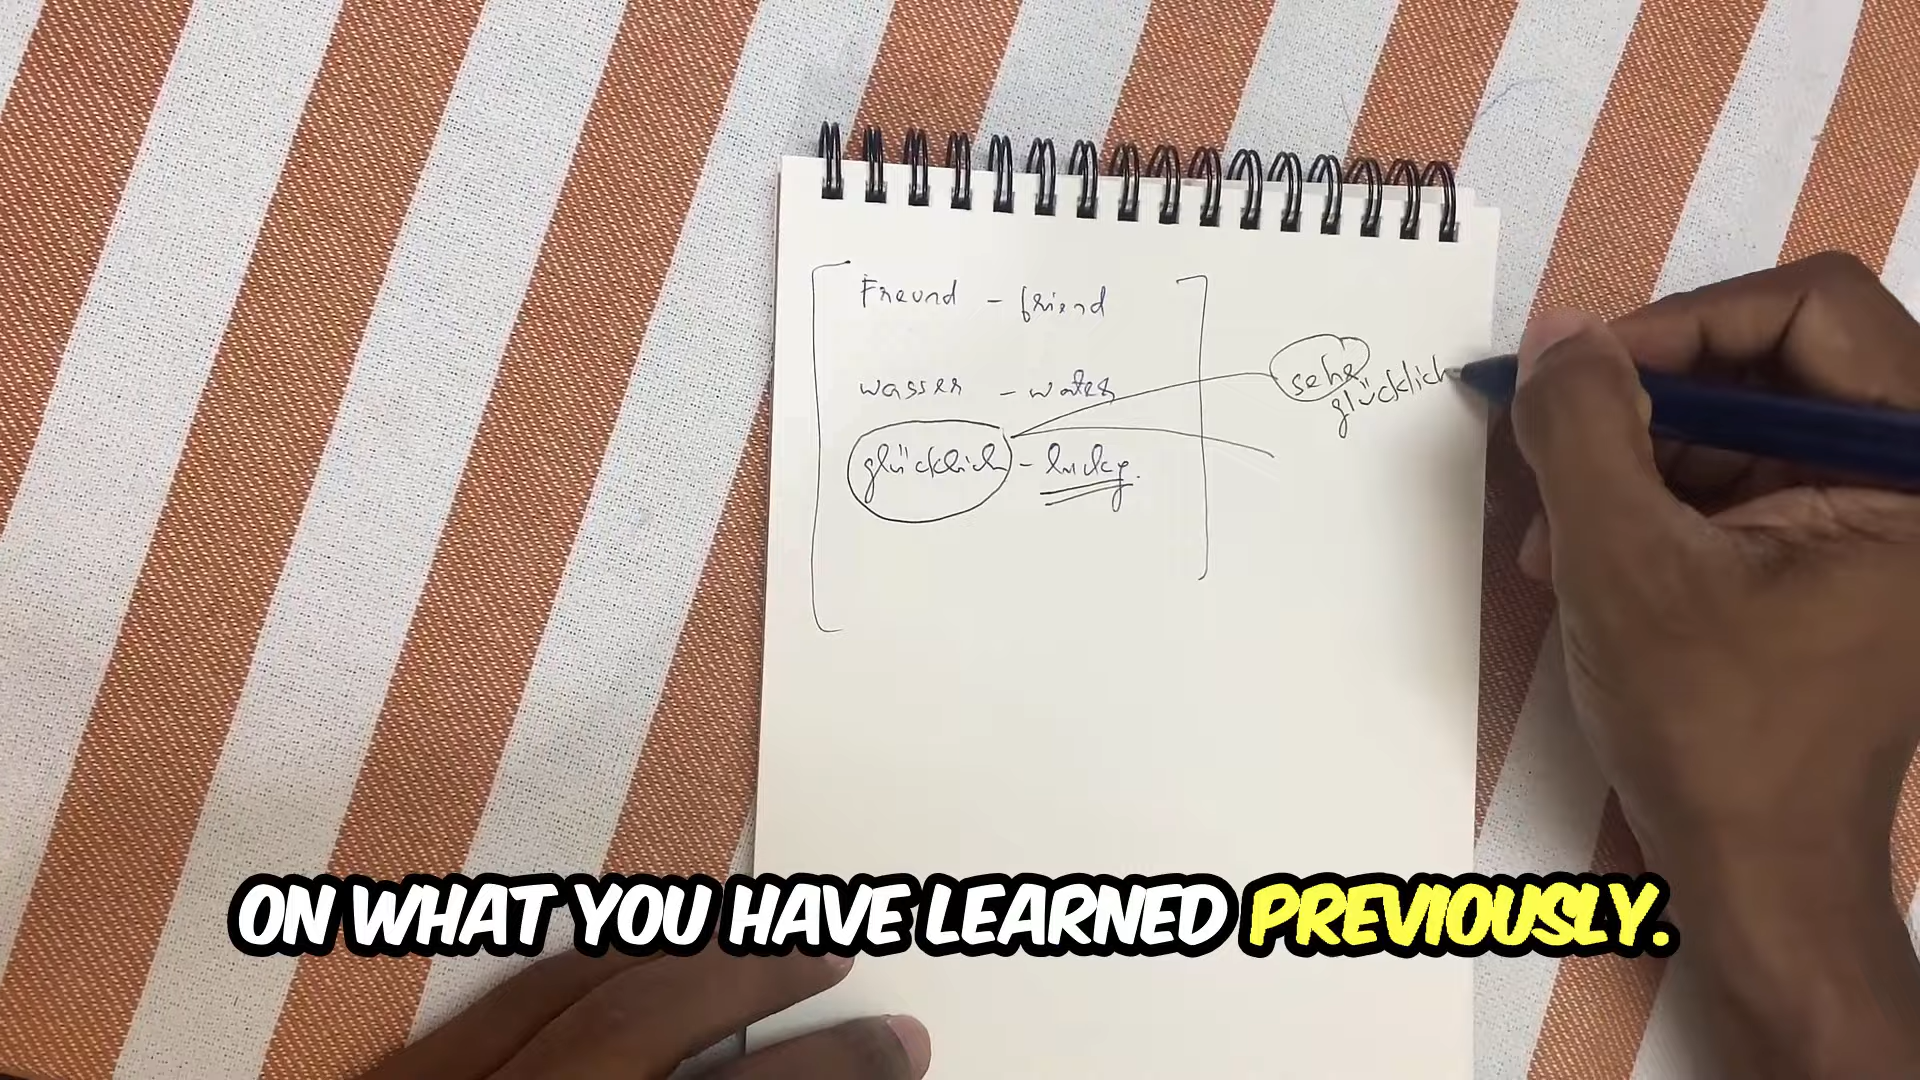 Freund - friend
wasser - water
glücklich - lucky.
sehr
glücklich
ON WHAT YOU HAVE LEARNED PREVIOUSLY.